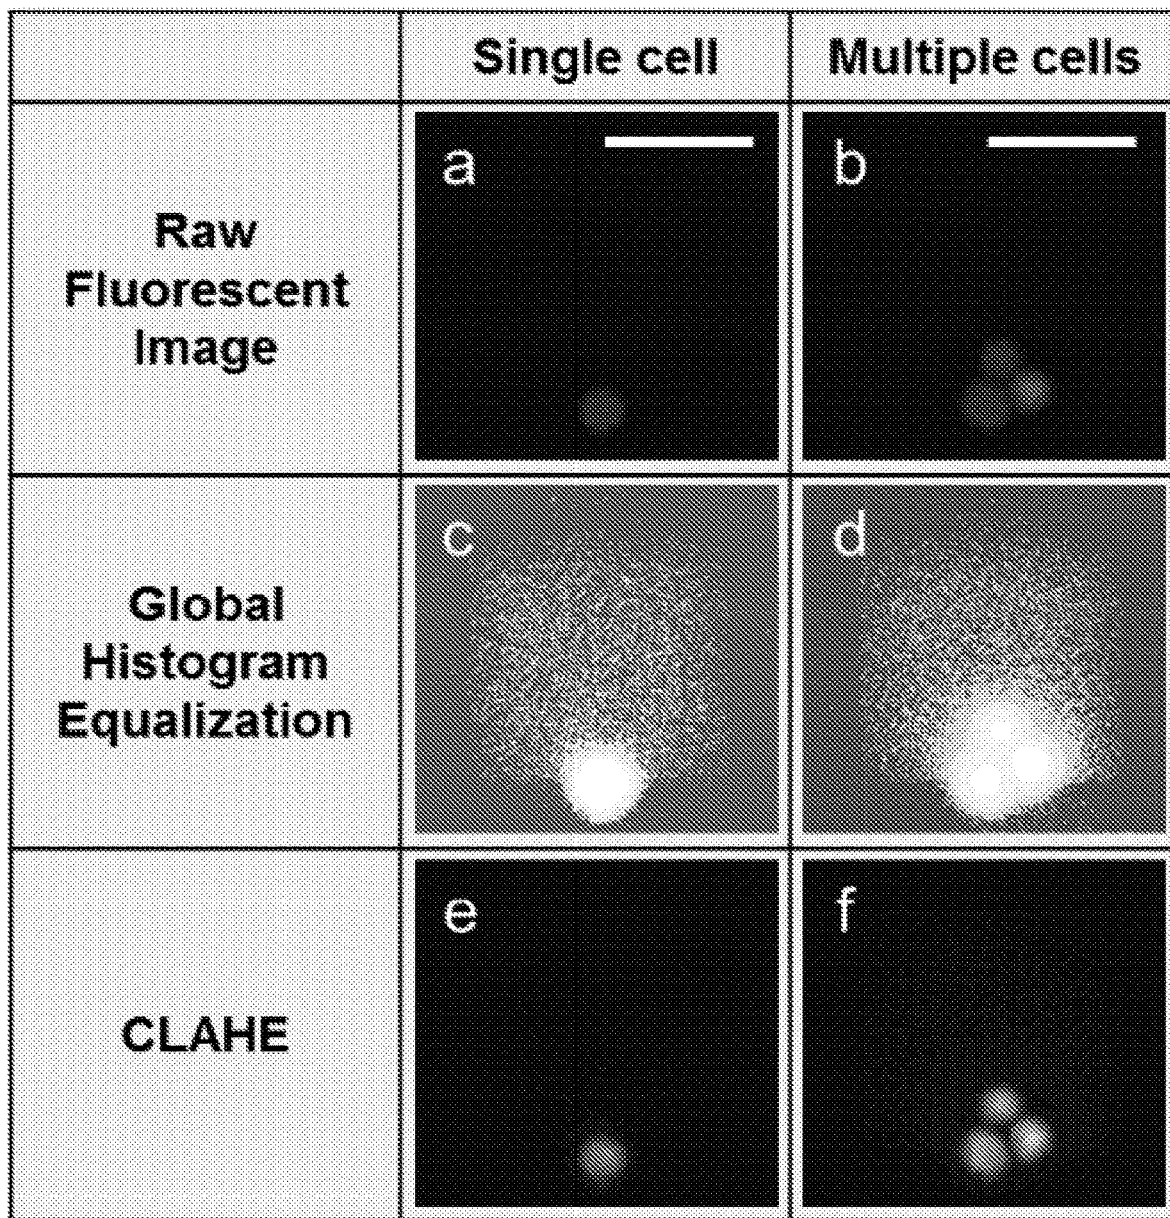 Single cell
Multiple cells
Raw
Fluorescent
Image
a
b
Global
Histogram
Equalization
c
d
CLAHE
e
f